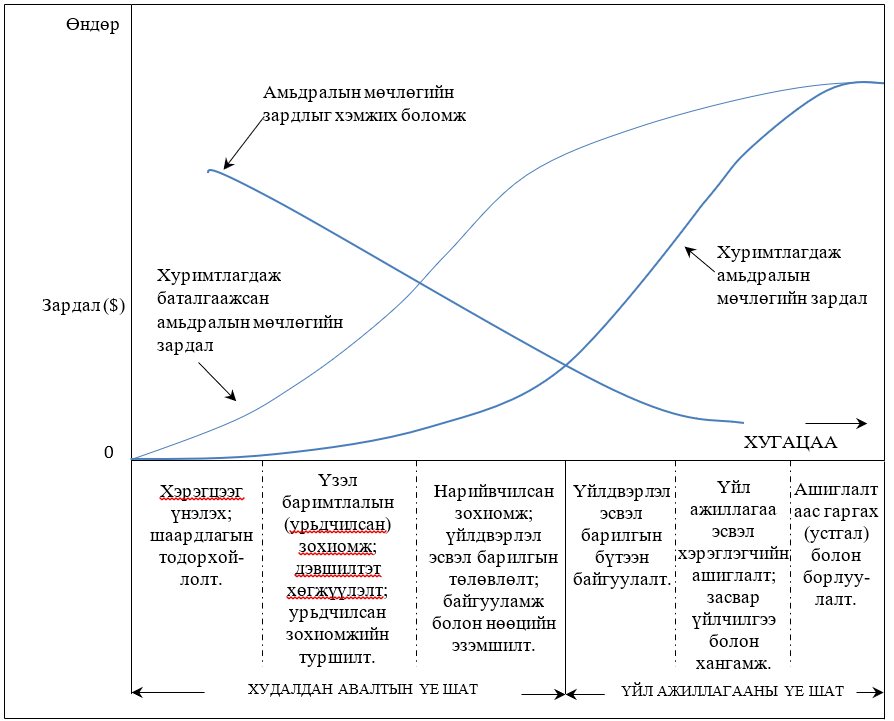 Өндөр
Амьдралын мөчлөгийн
зардлыг хэмжих боломж
Хуримтлагдаж
баталгаажсан
амьдралын мөчлөгийн
зардал
Зардал ($)
Хуримтлагдаж
амьдралын
мөчлөгийн зардал
0
ХУГАЦАА
Хэрэгцээг
үнэлэх;
шаардлагын
тодорхой-
лолт.
Үзэл
баримтлалын
(урьдчилсан)
зохиомж;
дэвшилтэт
хөгжүүлэлт;
урьдчилсан
зохиомжийн
туршилт.
Нарийвчилсан
зохиомж;
үйлдвэрлэл
эсвэл барилгын
төлөвлөлт;
байгууламж
болон нөөцийн
эзэмшилт.
Үйлдвэрлэл
эсвэл
барилгын
бүтээн
байгуулалт.
Үйл
ажиллагаа
эсвэл
хэрэглэгчийн
ашиглалт;
засвар
үйлчилгээ
болон
хангамж.
Ашиглалт
аас гаргах
(устгал)
болон
борлуу-
лалт.
ХУДАЛДАН АВАЛТЫН ҮЕ ШАТ
ҮЙЛ АЖИЛЛАГААНЫ ҮЕ ШАТ